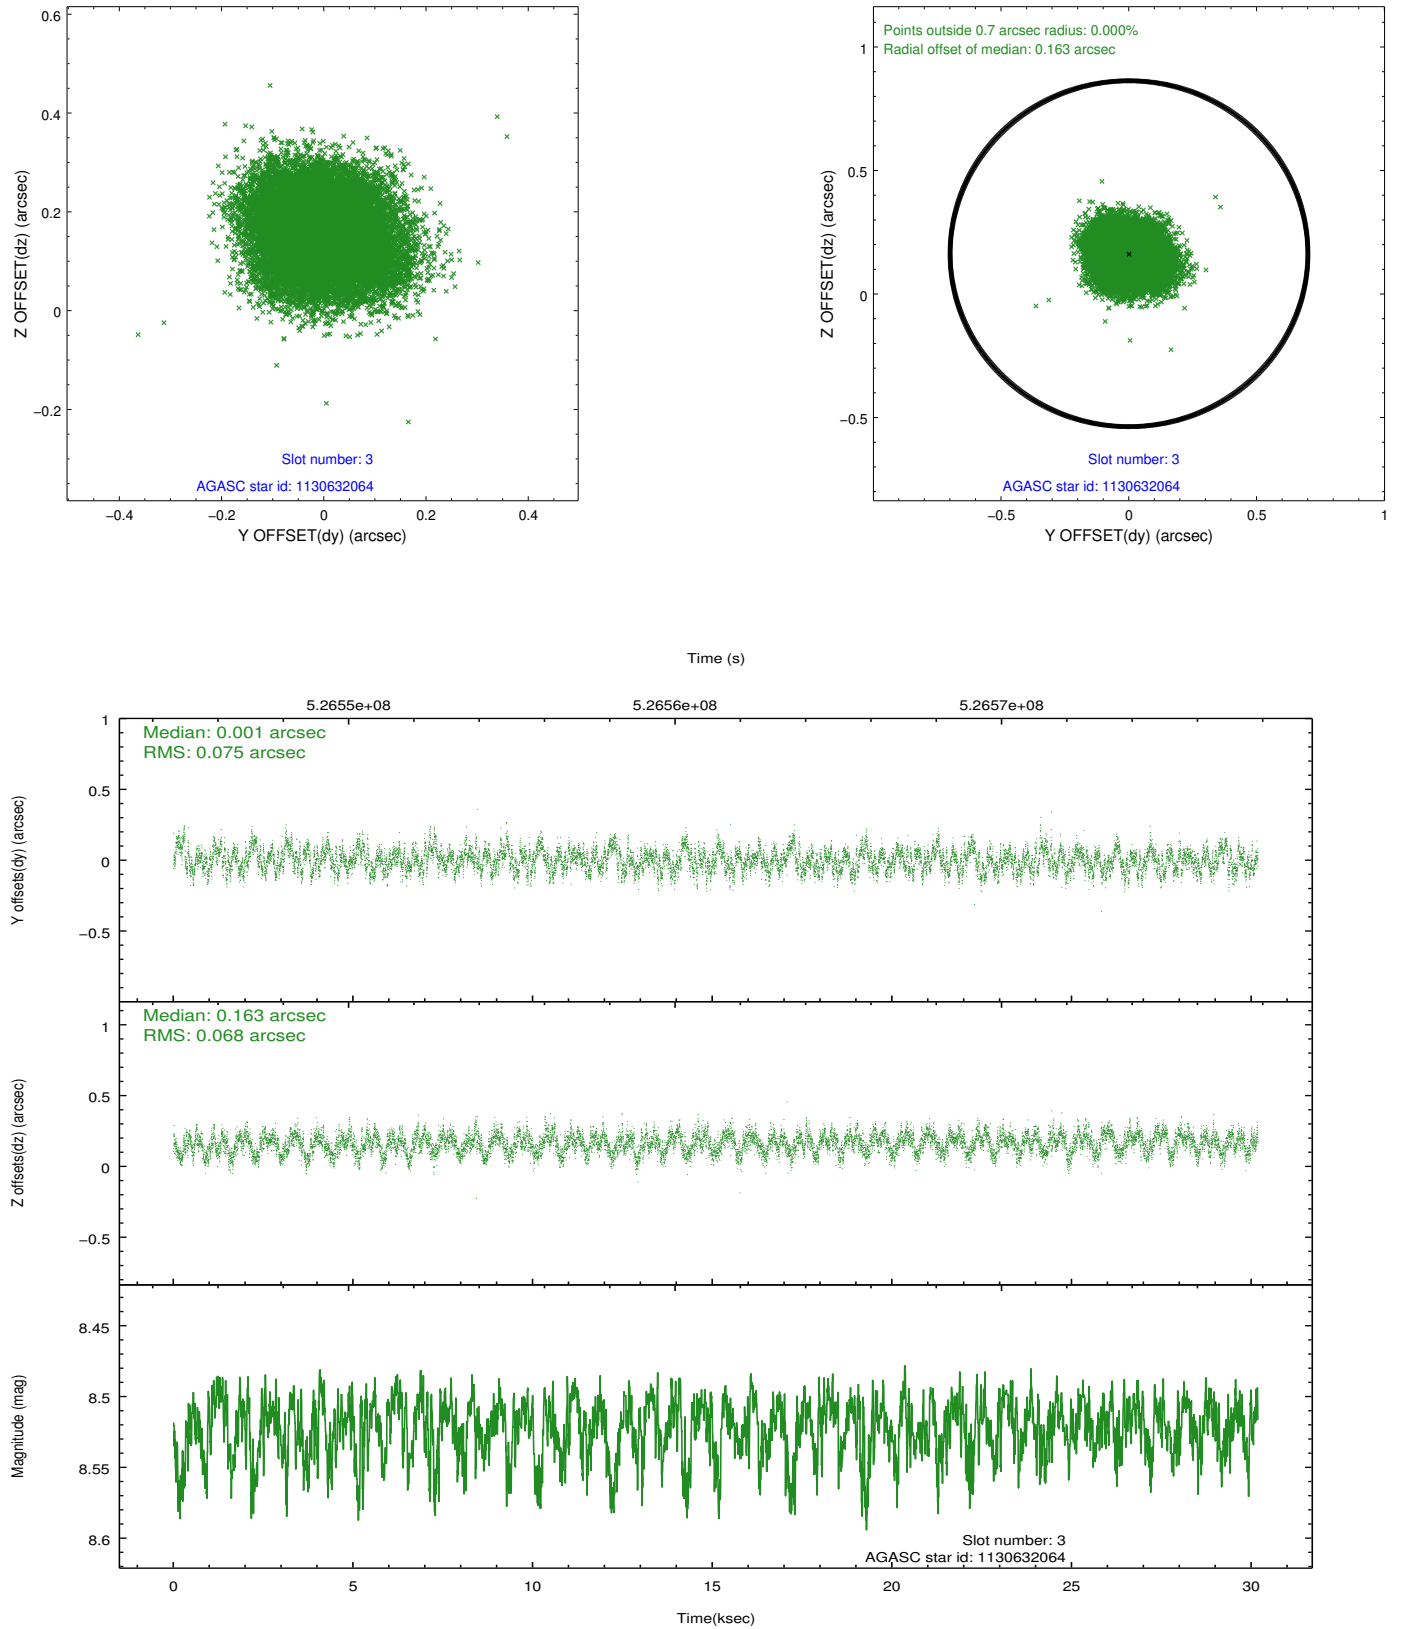 0.6
0.4
0.2
0
−0.2
Z OFFSET(dz) (arcsec)
Slot number: 3
AGASC star id: 1130632064
−0.4 −0.2 0 0.2 0.4
Y OFFSET(dy) (arcsec)
Points outside 0.7 arcsec radius: 0.000%
Radial offset of median: 0.163 arcsec
1
0.5
0
−0.5
Z OFFSET(dz) (arcsec)
Slot number: 3
AGASC star id: 1130632064
−0.5 0 0.5 1
Y OFFSET(dy) (arcsec)
Time (s)
5.2655e+08 5.2656e+08 5.2657e+08
Median: 0.001 arcsec
RMS: 0.075 arcsec
1
0.5
0
−0.5
Y offsets(dy) (arcsec)
Median: 0.163 arcsec
RMS: 0.068 arcsec
1
0.5
0
−0.5
Z offsets(dz) (arcsec)
8.45
8.5
8.55
8.6
Magnitude (mag)
Slot number: 3
AGASC star id: 1130632064
0 5 10 15 20 25 30
Time(ksec)